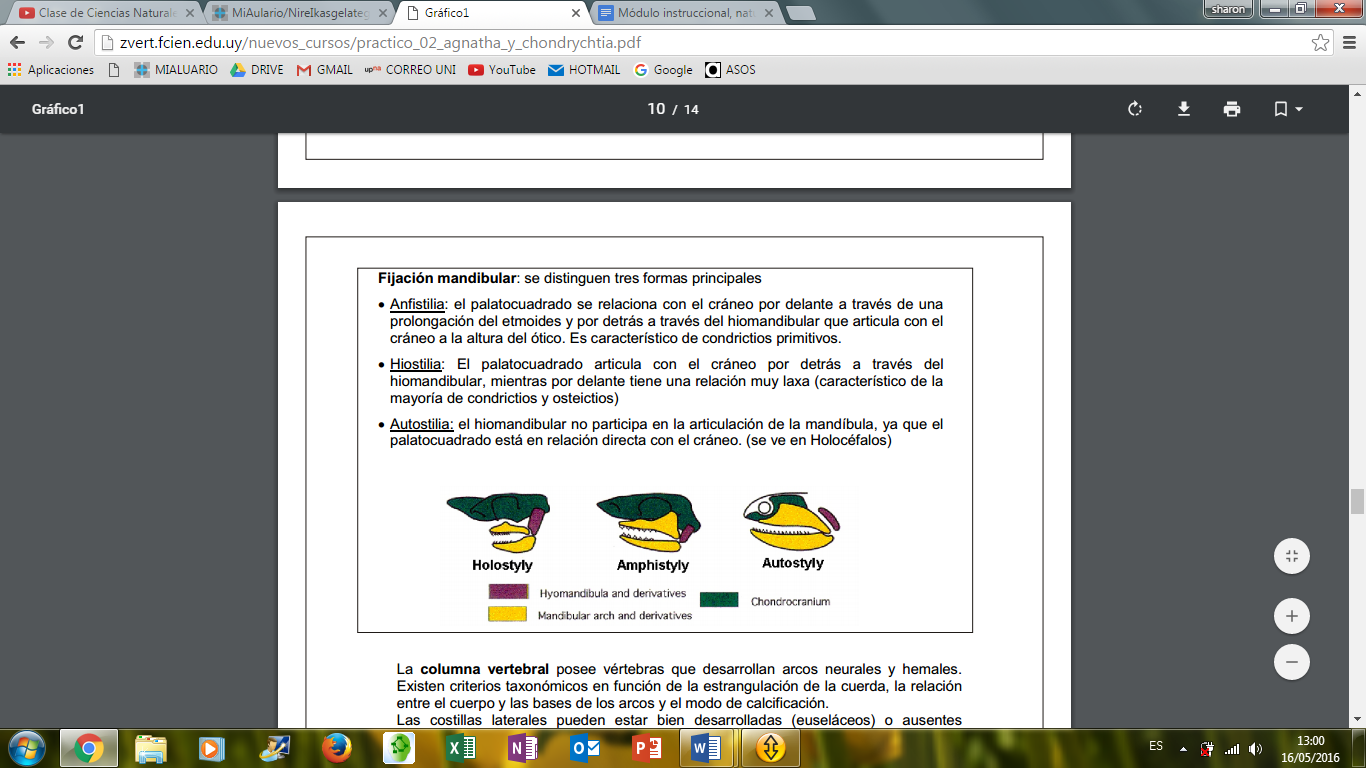 Clase de Ciencias Naturale
MiAulario/NireIkasgelateg
Gráfico1
Módulo instruccional, nat
sharon
zvert.fcien.edu.uy/nuevos_cursos/practico_02_agnatha_y_chondrychtia.pdf
Aplicaciones
MIALUARIO
DRIVE
GMAIL
upna CORREO UNI
YouTube
HOTMAIL
Google
ASOS
Gráfico1
10 / 14
Fijación mandibular: se distinguen tres formas principales
• Anfistilia: el palatocuadrado se relaciona con el cráneo por delante a través de una
prolongación del etmoides y por detrás a través del hiomandibular que articula con el
cráneo a la altura del ótico. Es característico de condrictios primitivos.
• Hiostilia: El palatocuadrado articula con el cráneo por detrás a través del
hiomandibular, mientras por delante tiene una relación muy laxa (característico de la
mayoría de condrictios y osteictios)
• Autostilia: el hiomandibular no participa en la articulación de la mandíbula, ya que el
palatocuadrado está en relación directa con el cráneo. (se ve en Holocéfalos)
Holostyly
Amphistyly
Autostyly
Hyomandibula and derivatives
Chondrocranium
Mandibular arch and derivatives
La columna vertebral posee vértebras que desarrollan arcos neurales y hemales.
Existen criterios taxonómicos en función de la estrangulación de la cuerda, la relación
entre el cuerpo y las bases de los arcos y el modo de calcificación.
Las costillas laterales pueden estar bien desarrolladas (euseláceos) o ausentes
ES
13:00
16/05/2016